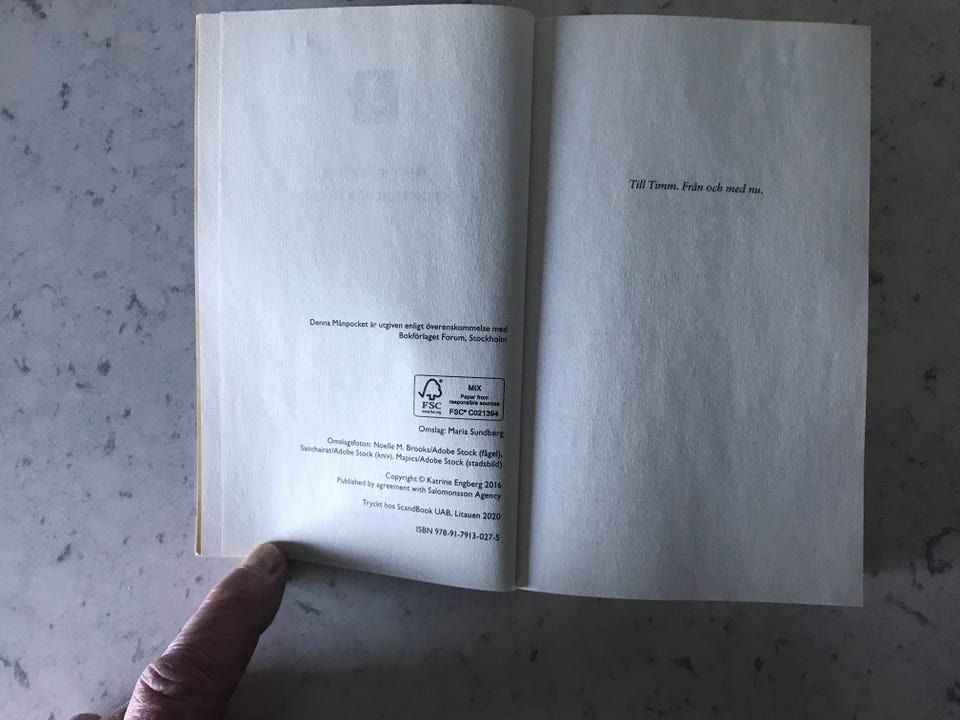 Denna Månpocket är utgiven enligt överenskommelse med
Bokförlaget Forum, Stockholm
FSC
www.fsc.org
MIX
Paper from
responsible sources
FSC® C021394
Omslag: Maria Sundberg
Omslagsfoton: Noelle M. Brooks/Adobe Stock (fågel),
Sanchairat/Adobe Stock (kniv), Mapics/Adobe Stock (stadsbild)
Copyright © Katrine Engberg 2016
Published by agreement with Salomonsson Agency
Tryckt hos ScandBook UAB, Litauen 2020
ISBN 978-91-7913-027-5
Till Timm. Från och med nu.